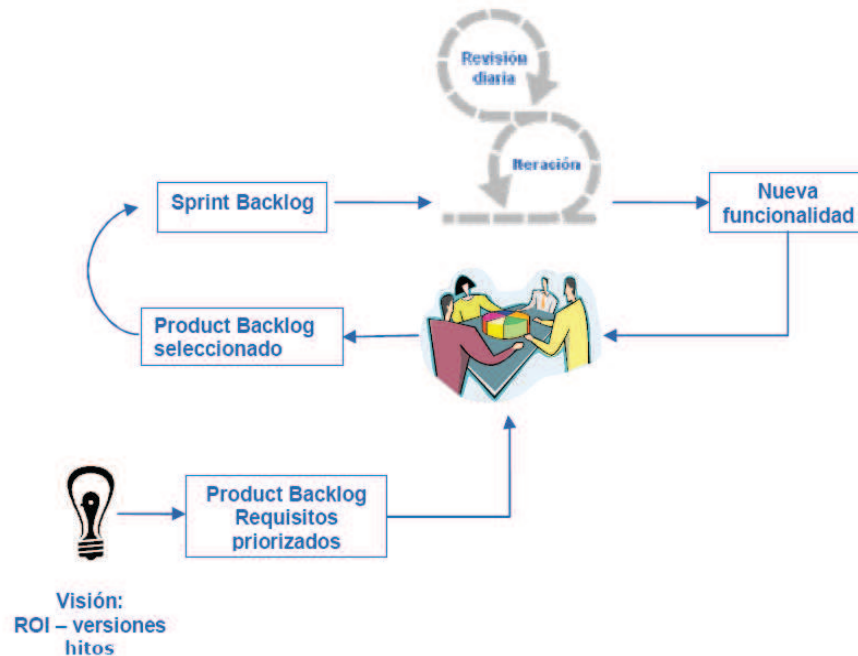 Revisión
diaria
Iteración
Sprint Backlog
Nueva
funcionalidad
Product Backlog
seleccionado
Product Backlog
Requisitos
priorizados
Visión:
ROI – versiones
hitos